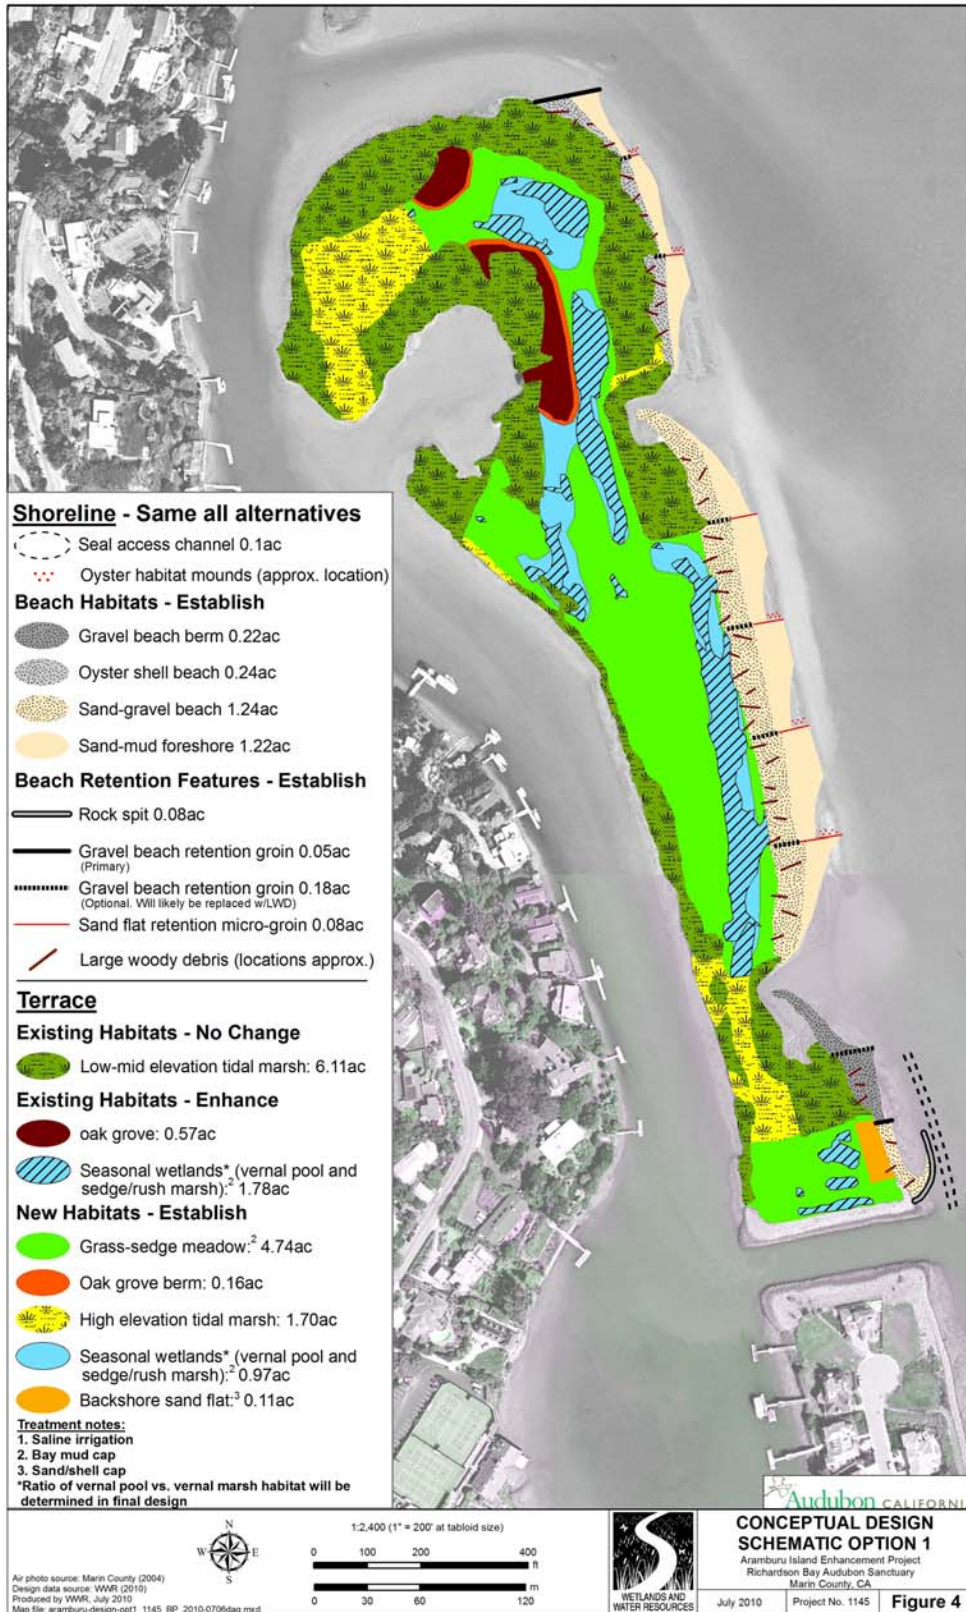 Shoreline - Same all alternatives
Seal access channel 0.1ac
Oyster habitat mounds (approx. location)
Beach Habitats - Establish
Gravel beach berm 0.22ac
Oyster shell beach 0.24ac
Sand-gravel beach 1.24ac
Sand-mud foreshore 1.22ac
Beach Retention Features - Establish
Rock spit 0.08ac
Gravel beach retention groin 0.05ac
(Primary)
Gravel beach retention groin 0.18ac
(Optional. Will likely be replaced w/LWD)
Sand flat retention micro-groin 0.08ac
Large woody debris (locations approx.)
Terrace
Existing Habitats - No Change
Low-mid elevation tidal marsh: 6.11ac
Existing Habitats - Enhance
oak grove: 0.57ac
Seasonal wetlands* (vernal pool and
sedge/rush marsh):² 1.78ac
New Habitats - Establish
Grass-sedge meadow:² 4.74ac
Oak grove berm: 0.16ac
High elevation tidal marsh: 1.70ac
Seasonal wetlands* (vernal pool and
sedge/rush marsh):² 0.97ac
Backshore sand flat:³ 0.11ac
Treatment notes:
1. Saline irrigation
2. Bay mud cap
3. Sand/shell cap
*Ratio of vernal pool vs. vernal marsh habitat will be
determined in final design
Audubon CALIFORNIA
Air photo source: Marin County (2004)
Design data source: WWR (2010)
Produced by WWR, July 2010
Map file: aramburu-design-opt1_1145_BP_2010-0706dag.mxd
N
W E
S
1:2,400 (1" = 200' at tabloid size)
0 100 200 400
ft
m
0 30 60 120
WETLANDS AND
WATER RESOURCES
CONCEPTUAL DESIGN
SCHEMATIC OPTION 1
Aramburu Island Enhancement Project
Richardson Bay Audubon Sanctuary
Marin County, CA
July 2010 Project No. 1145 Figure 4